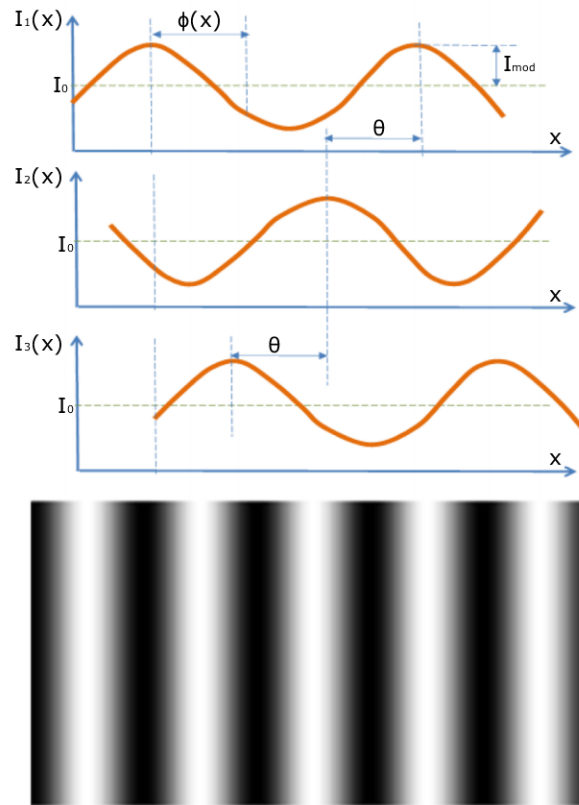 I₁(x)
ϕ(x)
I₀
Imod
θ
x
I₂(x)
I₀
x
I₃(x)
θ
I₀
x